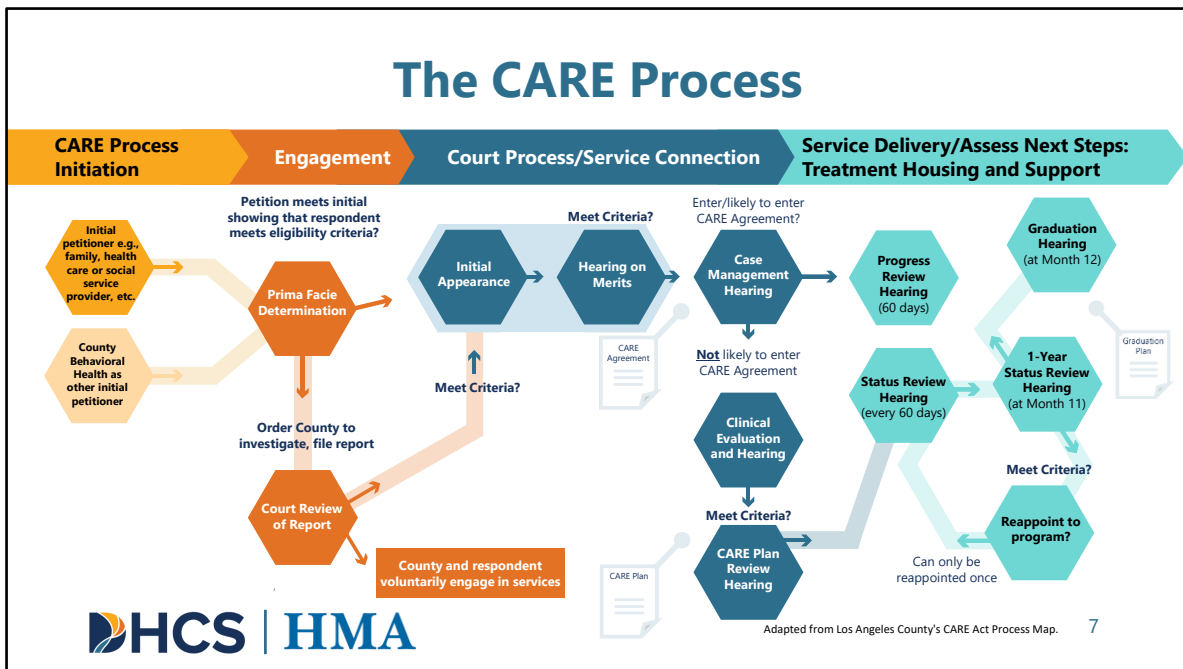 The CARE Process
CARE Process
Initiation
Engagement
Court Process/Service Connection
Service Delivery/Assess Next Steps:
Treatment Housing and Support
Initial
petitioner e.g.,
family, health
care or social
service
provider, etc.
County
Behavioral
Health as
other initial
petitioner
Petition meets initial
showing that respondent
meets eligibility criteria?
Prima Facie
Determination
Order County to
investigate, file report
Court Review
of Report
County and respondent
voluntarily engage in services
Meet Criteria?
Initial
Appearance
Meet Criteria?
Hearing on
Merits
CARE
Agreement
Enter/likely to enter
CARE Agreement?
Case
Management
Hearing
Not likely to enter
CARE Agreement
Clinical
Evaluation
and Hearing
Meet Criteria?
CARE Plan
Review
Hearing
CARE Plan
Progress
Review
Hearing
(60 days)
Status Review
Hearing
(every 60 days)
Graduation
Hearing
(at Month 12)
Graduation
Plan
1-Year
Status Review
Hearing
(at Month 11)
Meet Criteria?
Reappoint to
program?
Can only be
reappointed once
DHCS | HMA
Adapted from Los Angeles County's CARE Act Process Map.
7